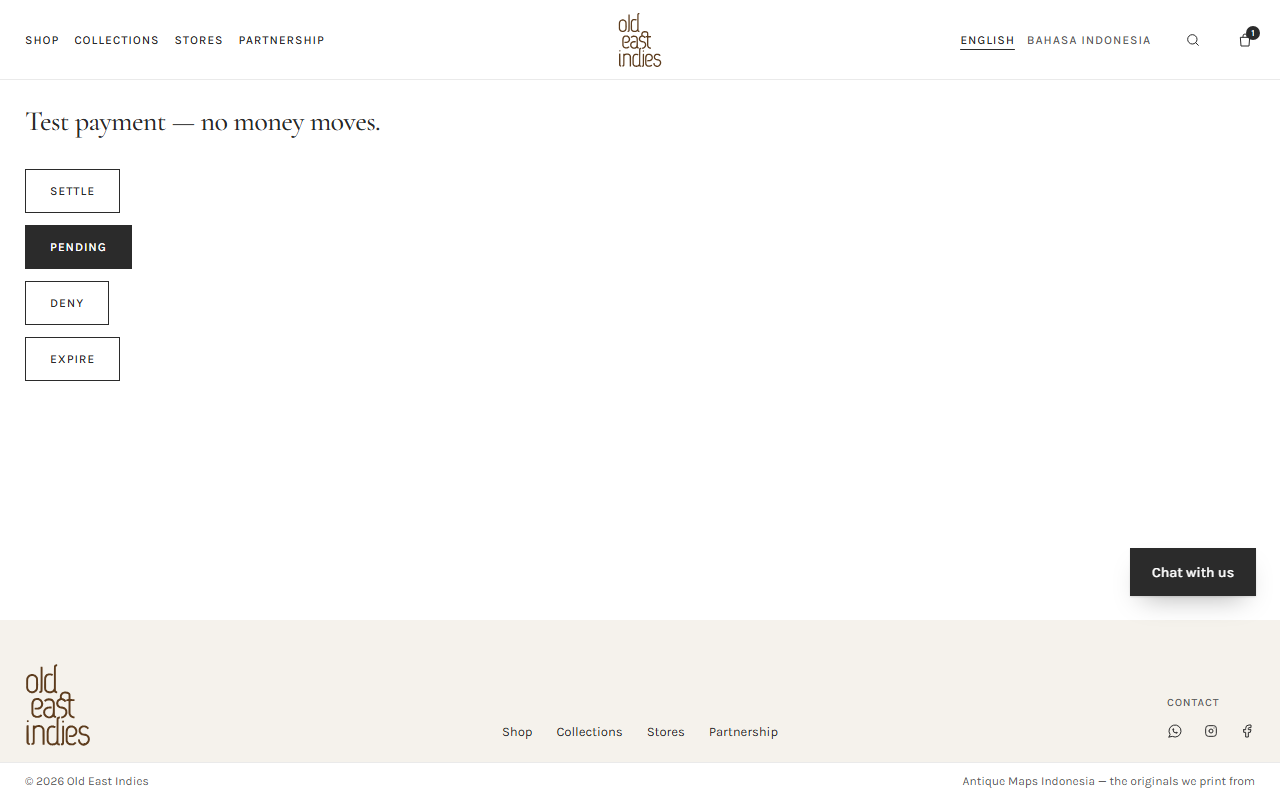 SHOP COLLECTIONS STORES PARTNERSHIP
old
east
indies
ENGLISH BAHASA INDONESIA
1
Test payment — no money moves.
SETTLE
PENDING
DENY
EXPIRE
Chat with us
old
east
indies
Shop Collections Stores Partnership
CONTACT
© 2026 Old East Indies
Antique Maps Indonesia — the originals we print from